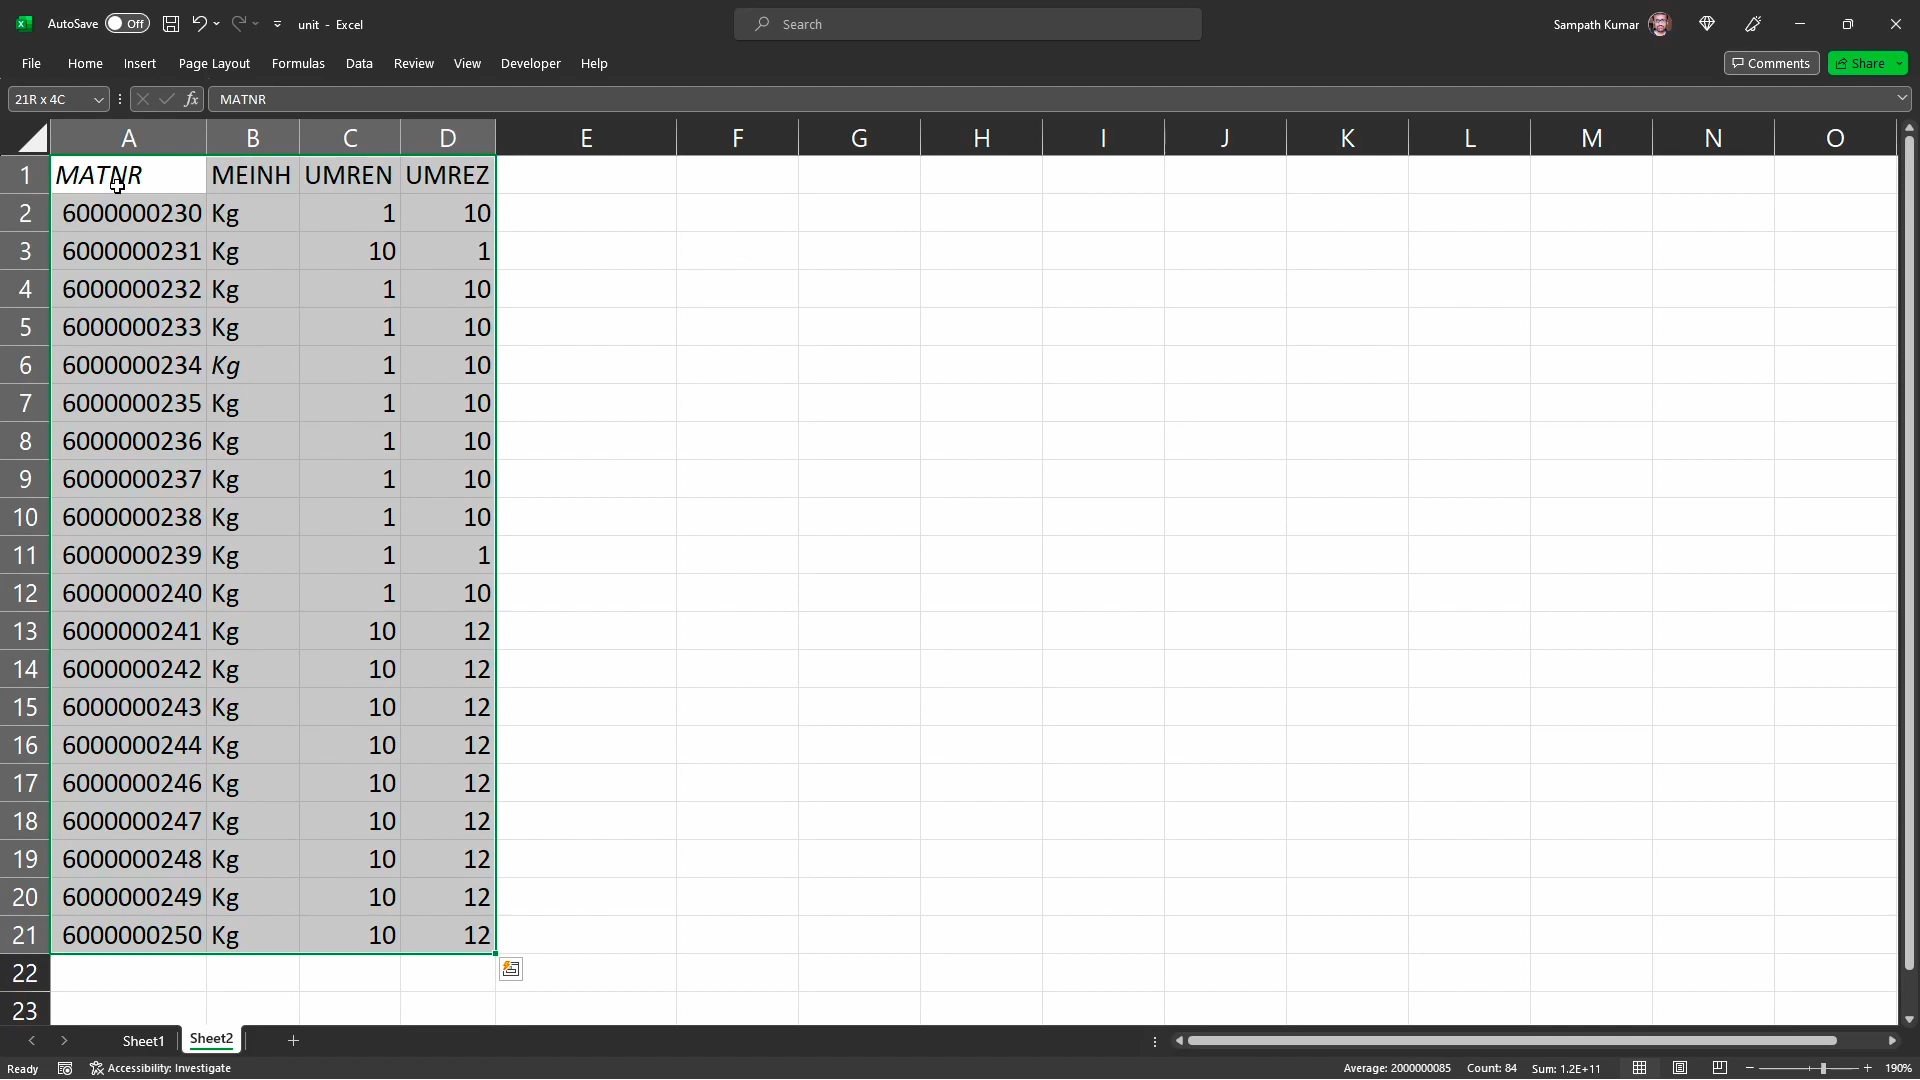 AutoSave Off unit - Excel Search Sampath Kumar
File Home Insert Page Layout Formulas Data Review View Developer Help Comments Share
21R x 4C fx MATNR
A B C D E F G H I J K L M N O
1 MATNR MEINH UMREN UMREZ
2 6000000230 Kg 1 10
3 6000000231 Kg 10 1
4 6000000232 Kg 1 10
5 6000000233 Kg 1 10
6 6000000234 Kg 1 10
7 6000000235 Kg 1 10
8 6000000236 Kg 1 10
9 6000000237 Kg 1 10
10 6000000238 Kg 1 10
11 6000000239 Kg 1 1
12 6000000240 Kg 1 10
13 6000000241 Kg 10 12
14 6000000242 Kg 10 12
15 6000000243 Kg 10 12
16 6000000244 Kg 10 12
17 6000000246 Kg 10 12
18 6000000247 Kg 10 12
19 6000000248 Kg 10 12
20 6000000249 Kg 10 12
21 6000000250 Kg 10 12
22
23
Sheet1 Sheet2
Ready Accessibility: Investigate Average: 2000000085 Count: 84 Sum: 1.2E+11 190%